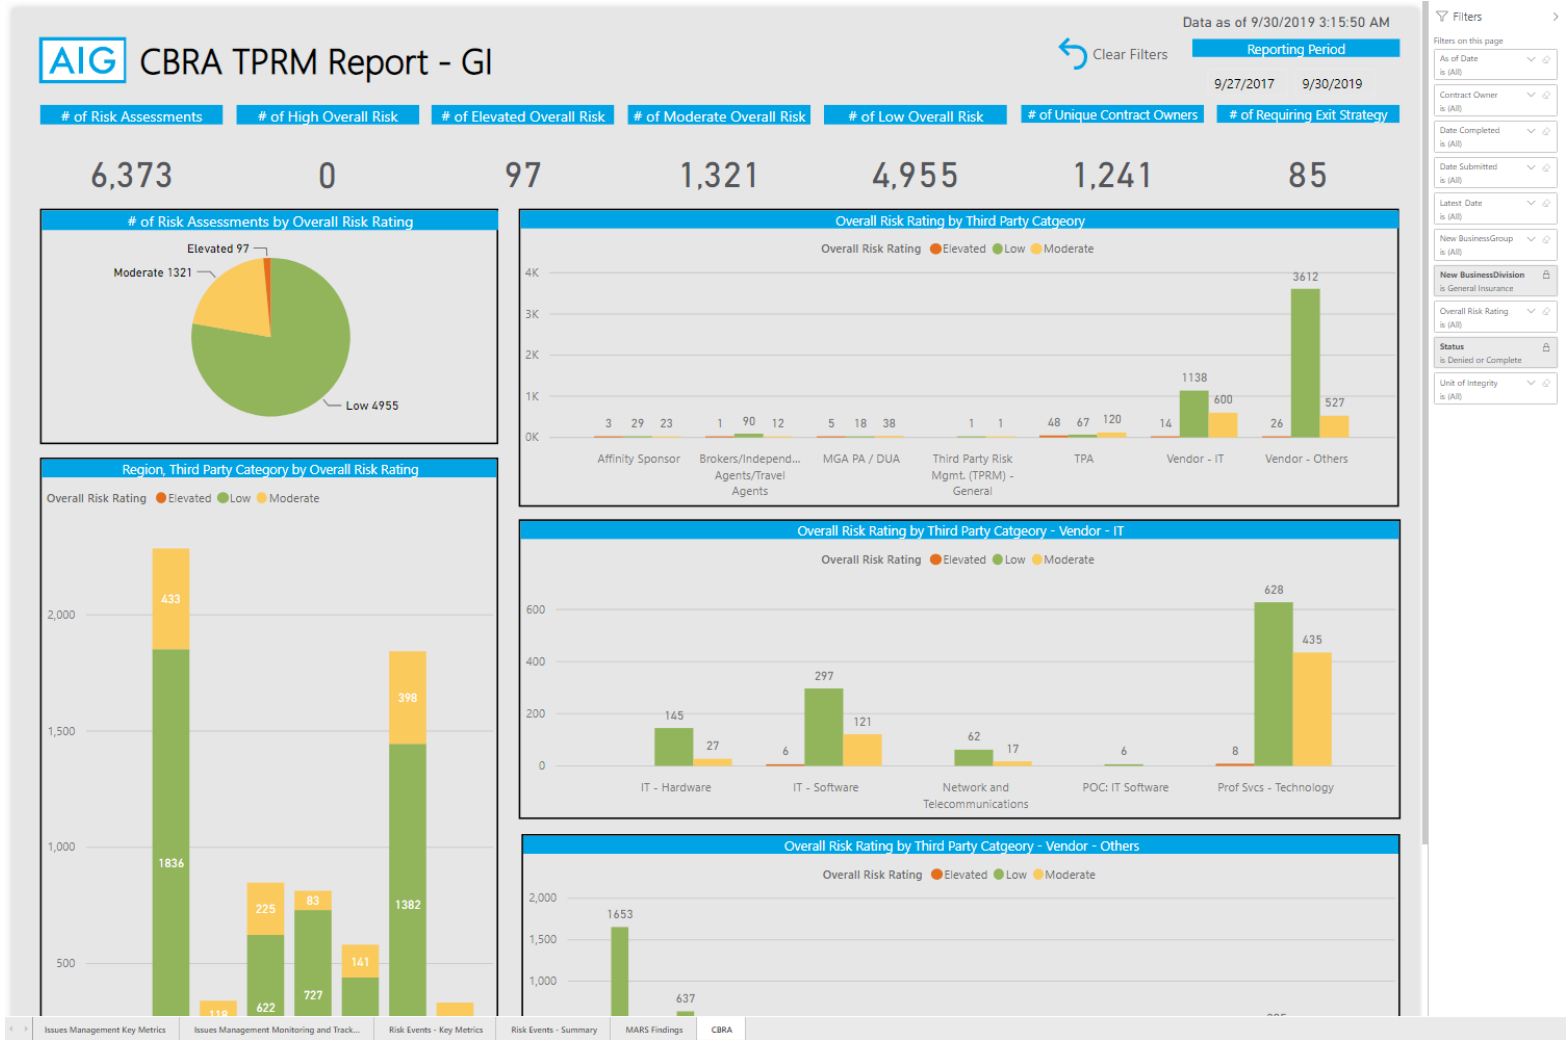 Data as of 9/30/2019 3:15:50 AM
AIG CBRA TPRM Report - GI
Clear Filters
Reporting Period
9/27/2017 9/30/2019
# of Risk Assessments
# of High Overall Risk
# of Elevated Overall Risk
# of Moderate Overall Risk
# of Low Overall Risk
# of Unique Contract Owners
# of Requiring Exit Strategy
6,373
0
97
1,321
4,955
1,241
85
# of Risk Assessments by Overall Risk Rating
Elevated 97
Moderate 1321
Low 4955
Region, Third Party Category by Overall Risk Rating
Overall Risk Rating Elevated Low Moderate
2,000
1,500
1,000
500
433
1836
118
225
622
83
727
141
398
1382
Overall Risk Rating by Third Party Catgeory
Overall Risk Rating Elevated Low Moderate
4K
3K
2K
1K
0K
3 29 23
1 90 12
5 18 38
1 1
48 67 120
14 1138 600
26 3612 527
Affinity Sponsor
Brokers/Independ...
Agents/Travel
Agents
MGA PA / DUA
Third Party Risk
Mgmt. (TPRM) -
General
TPA
Vendor - IT
Vendor - Others
Overall Risk Rating by Third Party Catgeory - Vendor - IT
Overall Risk Rating Elevated Low Moderate
600
400
200
0
145 27
6 297 121
62 17
6
8 628 435
IT - Hardware
IT - Software
Network and
Telecommunications
POC: IT Software
Prof Svcs - Technology
Overall Risk Rating by Third Party Catgeory - Vendor - Others
Overall Risk Rating Elevated Low Moderate
2,000
1,500
1,000
1653
637
Filters
Filters on this page
As of Date
is (All)
Contract Owner
is (All)
Date Completed
is (All)
Date Submitted
is (All)
Latest_Date
is (All)
New BusinessGroup
is (All)
New BusinessDivision
is General Insurance
Overall Risk Rating
is (All)
Status
is Denied or Complete
Unit of Integrity
is (All)
Issues Management Key Metrics
Issues Management Monitoring and Track...
Risk Events - Key Metrics
Risk Events - Summary
MARS Findings
CBRA